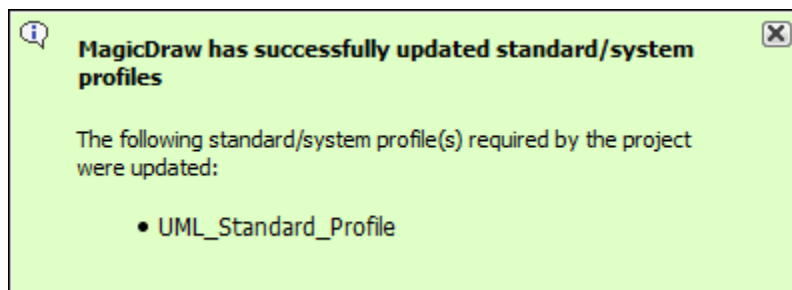 MagicDraw has successfully updated standard/system
profiles
The following standard/system profile(s) required by the project
were updated:
• UML_Standard_Profile